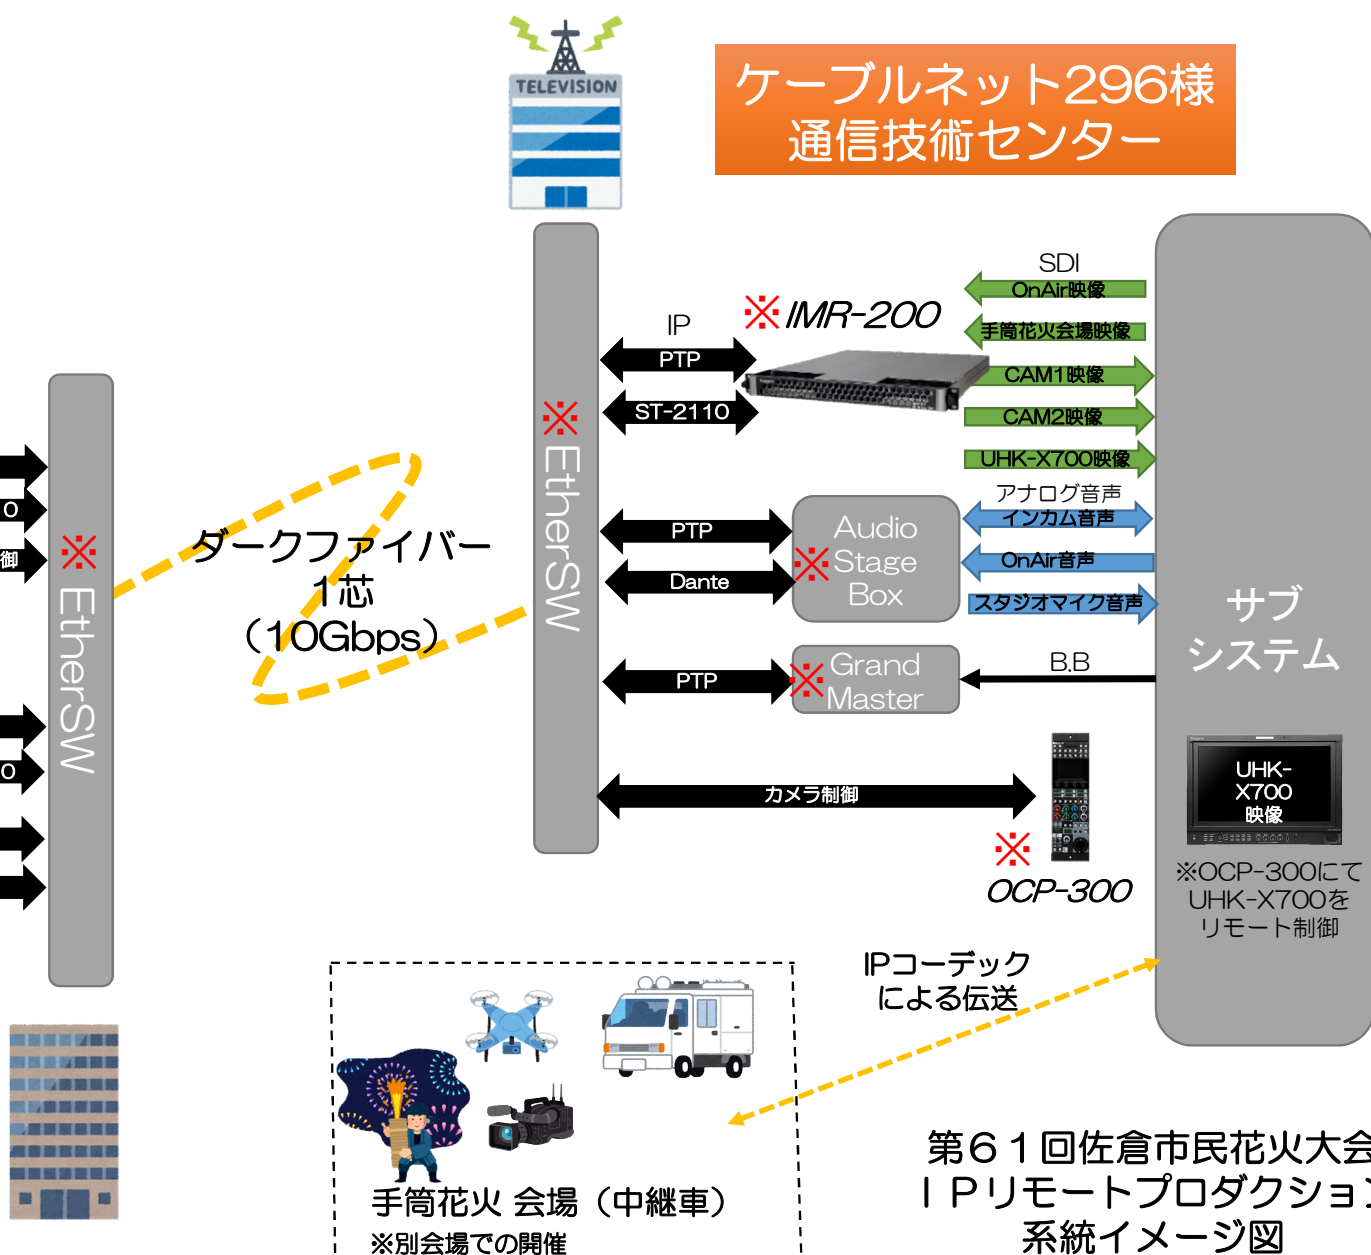 TELEVISION
ケーブルネット296様
通信技術センター
SDI
OnAir映像
手筒花火会場映像
CAM1映像
CAM2映像
UHK-X700映像
※IMR-200
IP
PTP
ST-2110
※EtherSW
アナログ音声
インカム音声
OnAir音声
スタジオマイク音声
PTP
Dante
※
Audio
Stage
Box
PTP
※
Grand
Master
B.B
サブ
システム
カメラ制御
※
OCP-300
UHK-
X700
映像
※OCP-300にて
UHK-X700を
リモート制御
0
御
0
※EtherSW
ダークファイバー
1芯
(10Gbps)
IPコーデック
による伝送
手筒花火 会場（中継車）
※別会場での開催
第６１回佐倉市民花火大会
ＩＰリモートプロダクション
系統イメージ図